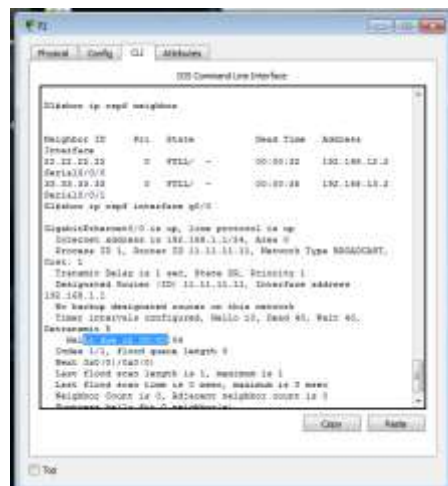 Physical Config CLI Attributes
IOS Command Line Interface
ip ospf neighbor
Neighbor ID Pri State Dead Time Address
Interface
22.22.22.22 0 FULL/ - 00:00:32 192.168.12.2
Serial0/0/0
33.33.33.33 0 FULL/ - 192.168.13.2
Serial0/0/1
ip ospf interface g0/0
GigabitEthernet0/0 is up, line protocol is up
Internet address is 192.168.1.1/24, Area 0
Process ID 1, Router ID 11.11.11.11, Network Type BROADCAST,
Cost: 1
Transmit Delay is 1 sec, State DR, Priority 1
Designated Router (ID) 11.11.11.11, Interface address
192.168.1.1
No backup designated router on this network
Timer intervals configured, Hello 10, Dead 40, Wait 40,
Retransmit 5
Hello due in
Index 1/1, flood queue length 0
Next 0x0(0)/0x0(0)
Last flood scan length is 1, maximum is 1
Last flood scan time is 0 msec, maximum is 0 msec
Neighbor Count is 0, Adjacent neighbor count is 0
Suppress hello for 0 neighbor(s)
Copy Paste
Top